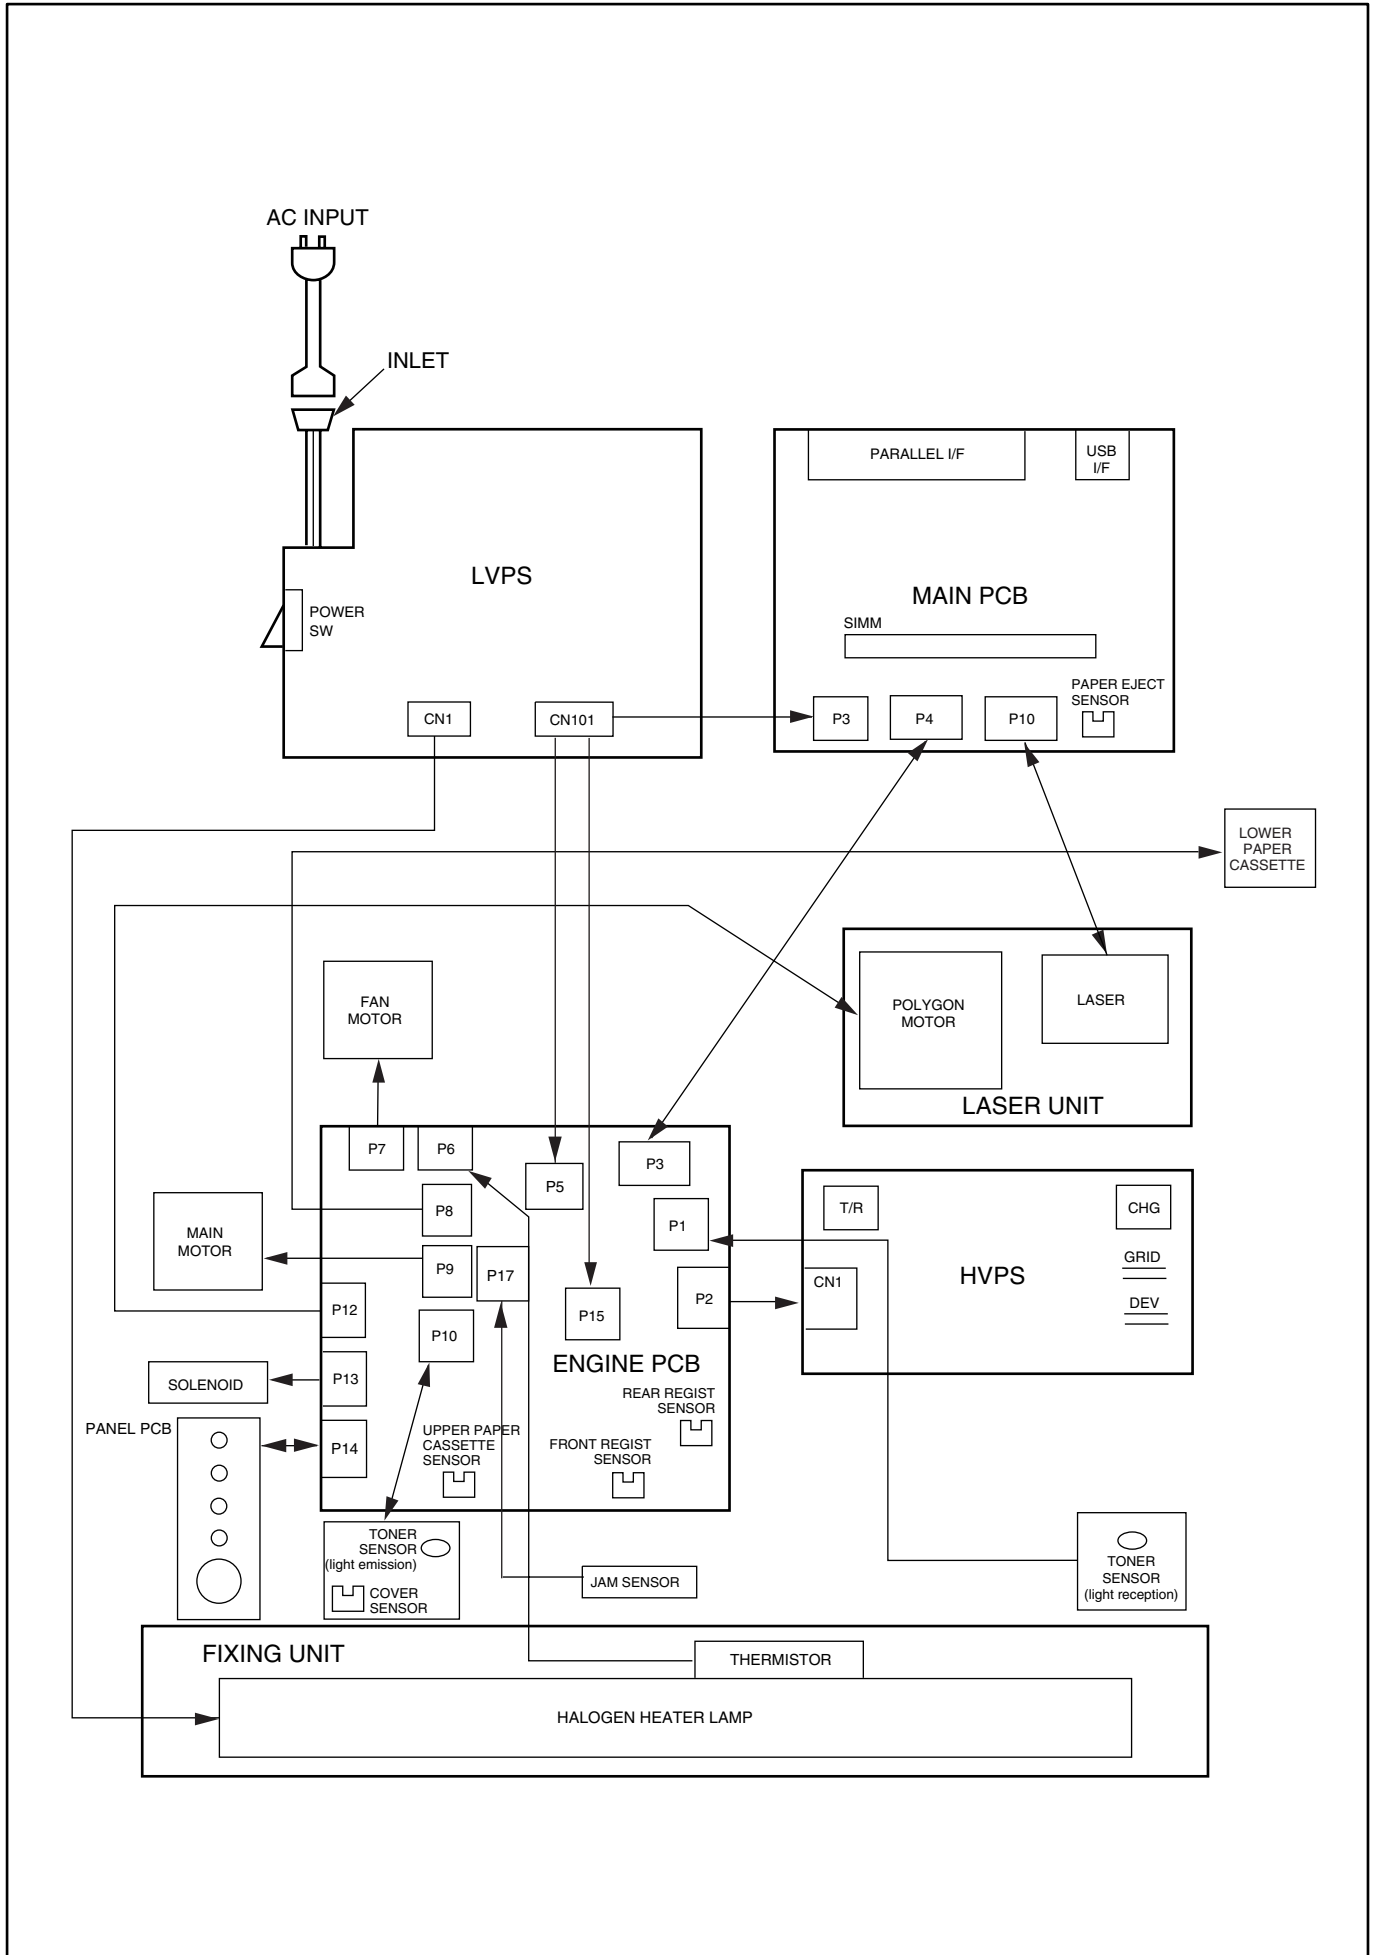 AC INPUT
INLET
PARALLEL I/F
USB
I/F
LVPS
MAIN PCB
POWER
SW
SIMM
PAPER EJECT
SENSOR
CN1
CN101
P3
P4
P10
LOWER
PAPER
CASSETTE
FAN
MOTOR
POLYGON
MOTOR
LASER
LASER UNIT
P7
P6
P5
P3
P8
P1
T/R
CHG
MAIN
MOTOR
P9
P17
GRID
HVPS
CN1
DEV
P12
P10
P15
P2
ENGINE PCB
SOLENOID
P13
REAR REGIST
SENSOR
PANEL PCB
P14
UPPER PAPER
CASSETTE
SENSOR
FRONT REGIST
SENSOR
TONER
SENSOR
(light emission)
COVER
SENSOR
JAM SENSOR
TONER
SENSOR
(light reception)
FIXING UNIT
THERMISTOR
HALOGEN HEATER LAMP